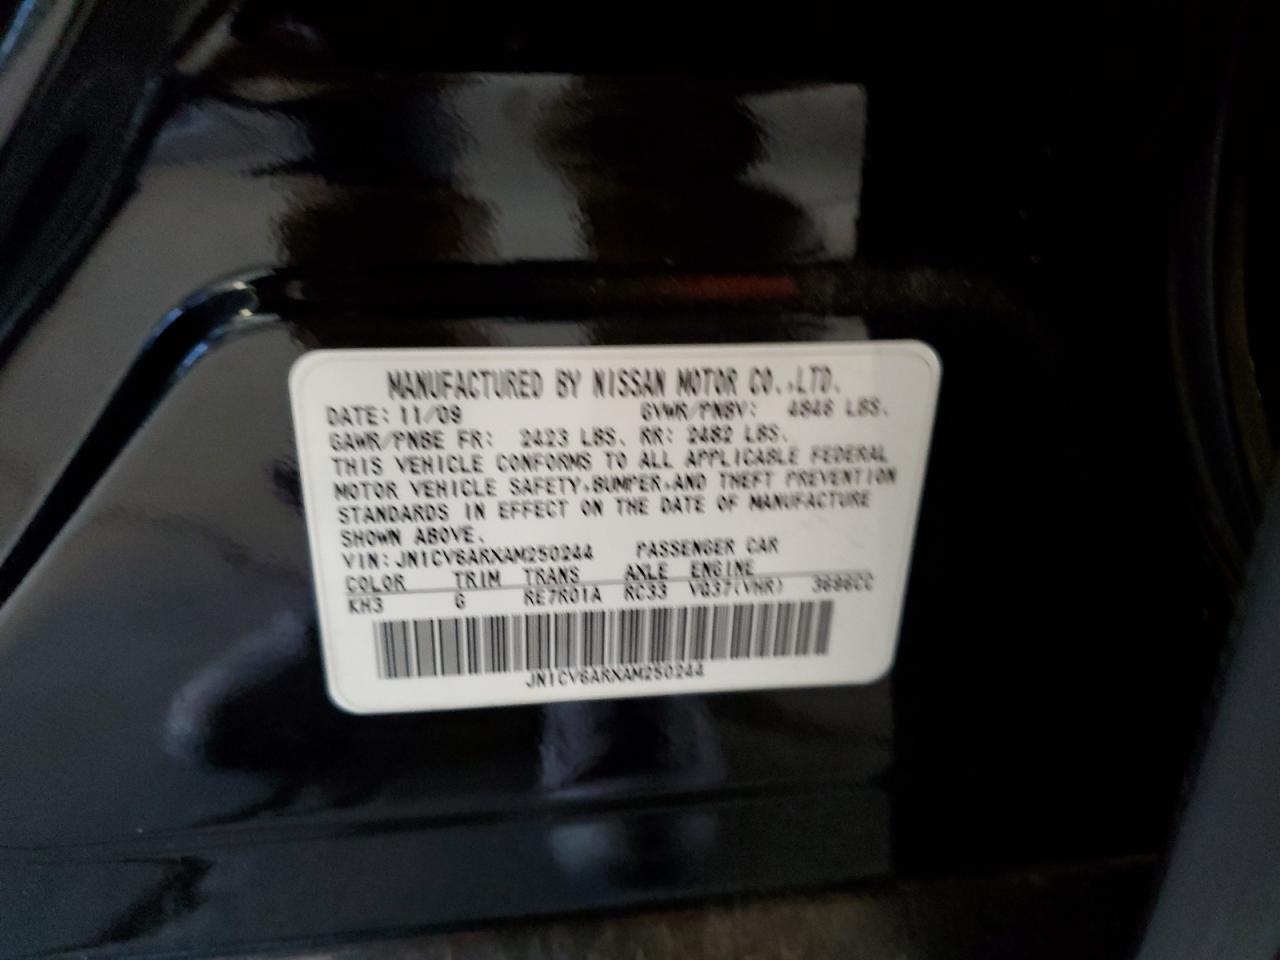 MANUFACTURED BY NISSAN MOTOR CO.,LTD.
DATE: 11/09 GVWR/PNBV: 4848 LBS.
GAWR/PNBE FR: 2423 LBS. RR: 2482 LBS.
THIS VEHICLE CONFORMS TO ALL APPLICABLE FEDERAL
MOTOR VEHICLE SAFETY,BUMPER,AND THEFT PREVENTION
STANDARDS IN EFFECT ON THE DATE OF MANUFACTURE
SHOWN ABOVE.
VIN: JN1CV6ARXAM250244 PASSENGER CAR
COLOR TRIM TRANS AXLE ENGINE
KH3 G RE7R01A RC33 VQ37(VHR) 3696CC
JN1CV6ARXAM250244